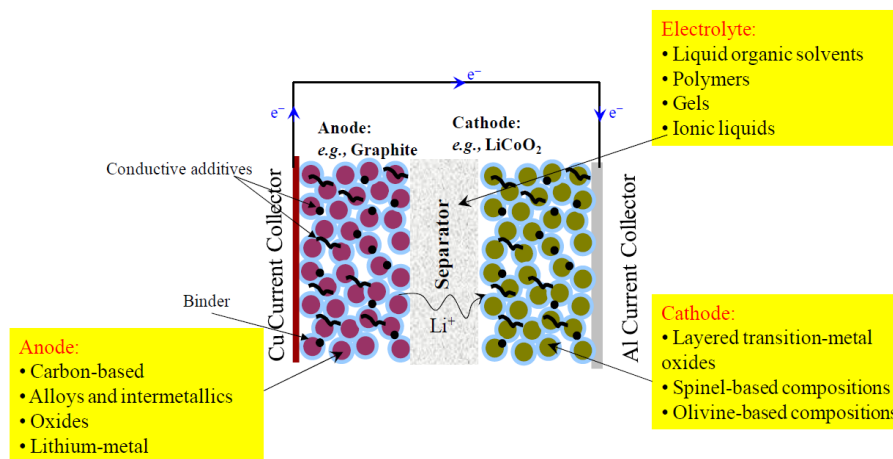 Electrolyte:
• Liquid organic solvents
• Polymers
• Gels
• Ionic liquids
e⁻
e⁻
e⁻
Anode:
e.g., Graphite
Cathode:
e.g., LiCoO₂
Conductive additives
Cu Current Collector
Separator
Al Current Collector
Binder
Li⁺
Anode:
• Carbon-based
• Alloys and intermetallics
• Oxides
• Lithium-metal
Cathode:
• Layered transition-metal
oxides
• Spinel-based compositions
• Olivine-based compositions